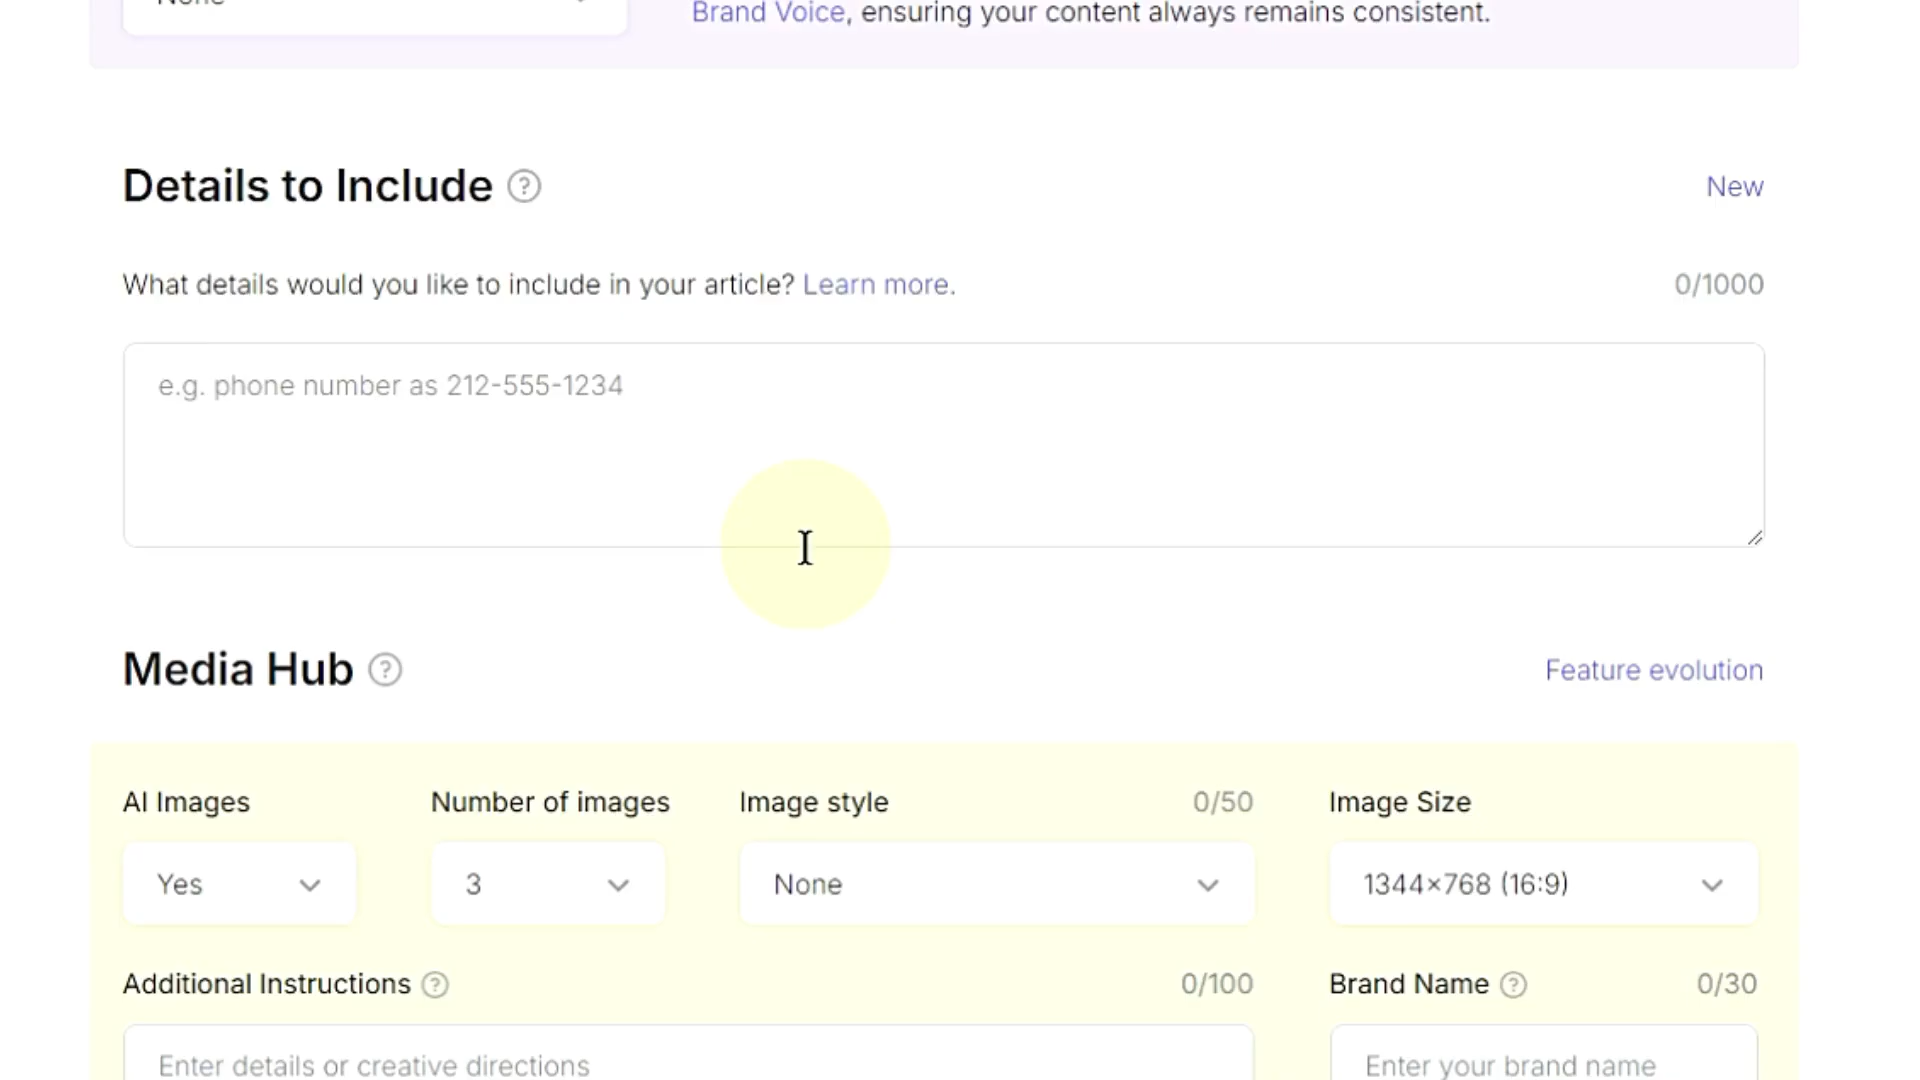 None
Brand Voice, ensuring your content always remains consistent.
Details to Include ?
New
What details would you like to include in your article? Learn more.
0/1000
e.g. phone number as 212-555-1234
Media Hub ?
Feature evolution
AI Images
Number of images
Image style
0/50
Image Size
Yes
3
None
1344×768 (16:9)
Additional Instructions ?
0/100
Brand Name ?
0/30
Enter details or creative directions
Enter your brand name